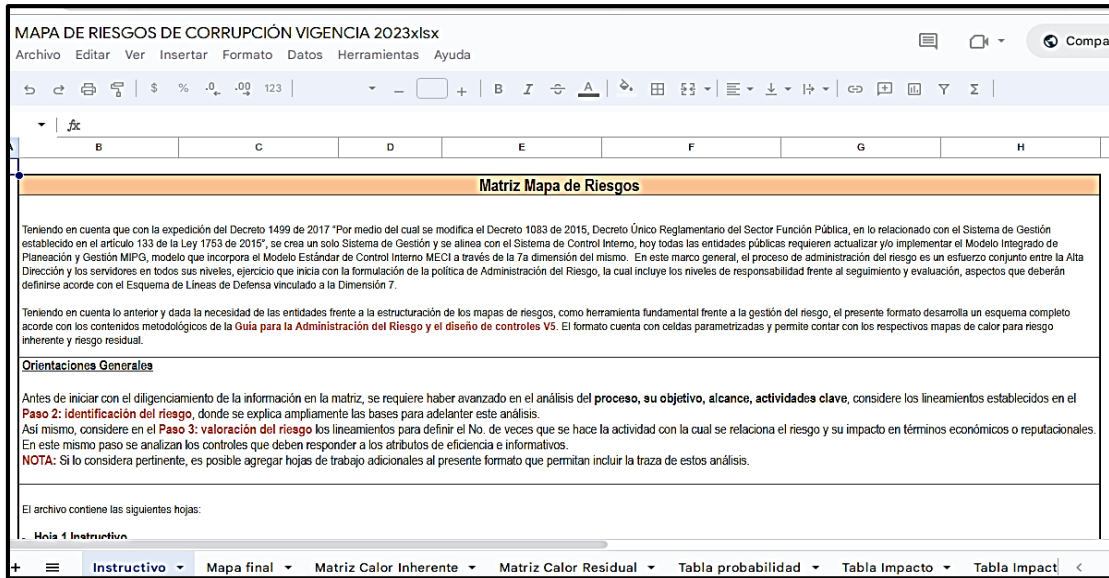 MAPA DE RIESGOS DE CORRUPCIÓN VIGENCIA 2023xlsx
Archivo Editar Ver Insertar Formato Datos Herramientas Ayuda
Compa
$ % .0 .00 123 B I S A Σ
fx
A B C D E F G H
Matriz Mapa de Riesgos
Teniendo en cuenta que con la expedición del Decreto 1499 de 2017 "Por medio del cual se modifica el Decreto 1083 de 2015, Decreto Único Reglamentario del Sector Función Pública, en lo relacionado con el Sistema de Gestión
establecido en el artículo 133 de la Ley 1753 de 2015", se crea un solo Sistema de Gestión y se alinea con el Sistema de Control Interno, hoy todas las entidades públicas requieren actualizar y/o implementar el Modelo Integrado de
Planeación y Gestión MIPG, modelo que incorpora el Modelo Estándar de Control Interno MECI a través de la 7a dimensión del mismo. En este marco general, el proceso de administración del riesgo es un esfuerzo conjunto entre la Alta
Dirección y los servidores en todos sus niveles, ejercicio que inicia con la formulación de la política de Administración del Riesgo, la cual incluye los niveles de responsabilidad frente al seguimiento y evaluación, aspectos que deberán
definirse acorde con el Esquema de Líneas de Defensa vinculado a la Dimensión 7.
Teniendo en cuenta lo anterior y dada la necesidad de las entidades frente a la estructuración de los mapas de riesgos, como herramienta fundamental frente a la gestión del riesgo, el presente formato desarrolla un esquema completo
acorde con los contenidos metodológicos de la Guía para la Administración del Riesgo y el diseño de controles V5. El formato cuenta con celdas parametrizadas y permite contar con los respectivos mapas de calor para riesgo
inherente y riesgo residual.
Orientaciones Generales
Antes de iniciar con el diligenciamiento de la información en la matriz, se requiere haber avanzado en el análisis del proceso, su objetivo, alcance, actividades clave, considere los lineamientos establecidos en el
Paso 2: identificación del riesgo, donde se explica ampliamente las bases para adelantar este análisis.
Así mismo, considere en el Paso 3: valoración del riesgo los lineamientos para definir el No. de veces que se hace la actividad con la cual se relaciona el riesgo y su impacto en términos económicos o reputacionales.
En este mismo paso se analizan los controles que deben responder a los atributos de eficiencia e informativos.
NOTA: Si lo considera pertinente, es posible agregar hojas de trabajo adicionales al presente formato que permitan incluir la traza de estos análisis.
El archivo contiene las siguientes hojas:
- Hoja 1 Instructivo
Instructivo Mapa final Matriz Calor Inherente Matriz Calor Residual Tabla probabilidad Tabla Impacto Tabla Impact